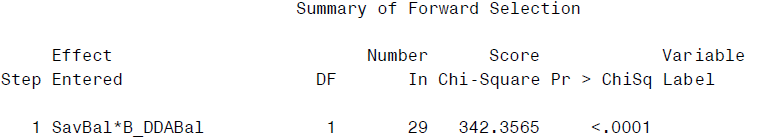 Summary of Forward Selection
Effect Number Score Variable
Step Entered DF In Chi-Square Pr > ChiSq Label
1 SavBal*B_DDABal 1 29 342.3565 <.0001